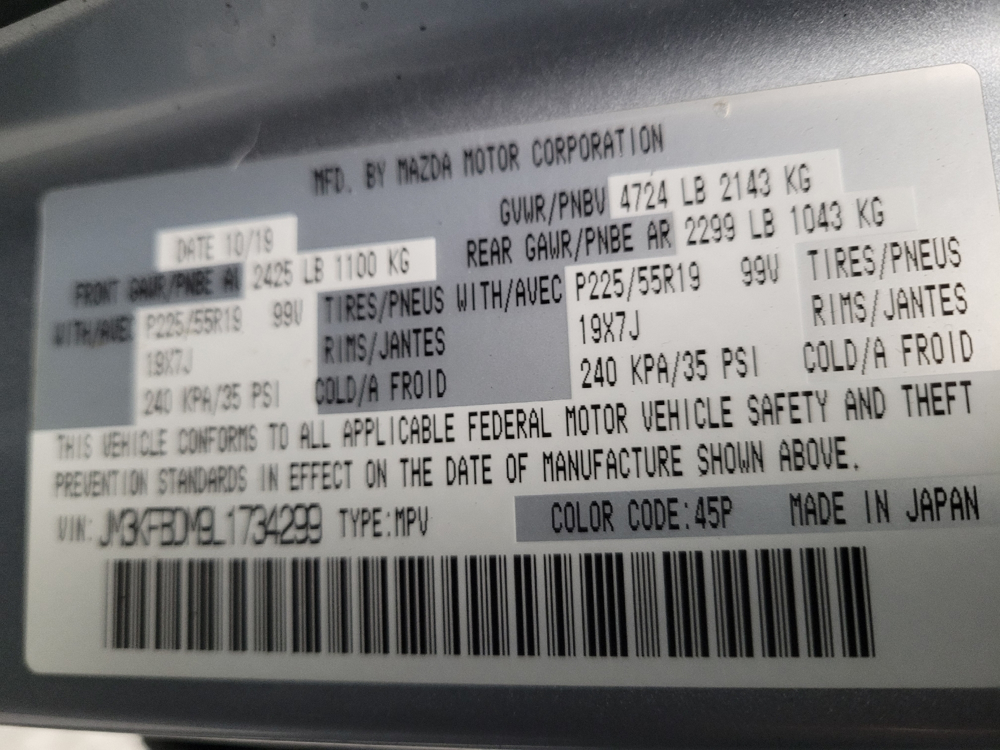 MFD. BY MAZDA MOTOR CORPORATION
DATE 10/19 GVWR/PNBV 4724 LB 2143 KG
FRONT GAWR/PNBE AV 2425 LB 1100 KG REAR GAWR/PNBE AR 2299 LB 1043 KG
WITH/AVEC P225/55R19 99V TIRES/PNEUS WITH/AVEC P225/55R19 99V TIRES/PNEUS
19X7J RIMS/JANTES 19X7J RIMS/JANTES
240 KPA/35 PSI COLD/A FROID 240 KPA/35 PSI COLD/A FROID
THIS VEHICLE CONFORMS TO ALL APPLICABLE FEDERAL MOTOR VEHICLE SAFETY AND THEFT
PREVENTION STANDARDS IN EFFECT ON THE DATE OF MANUFACTURE SHOWN ABOVE.
VIN: JM3KFBDM9L1734299 TYPE:MPV COLOR CODE:45P MADE IN JAPAN